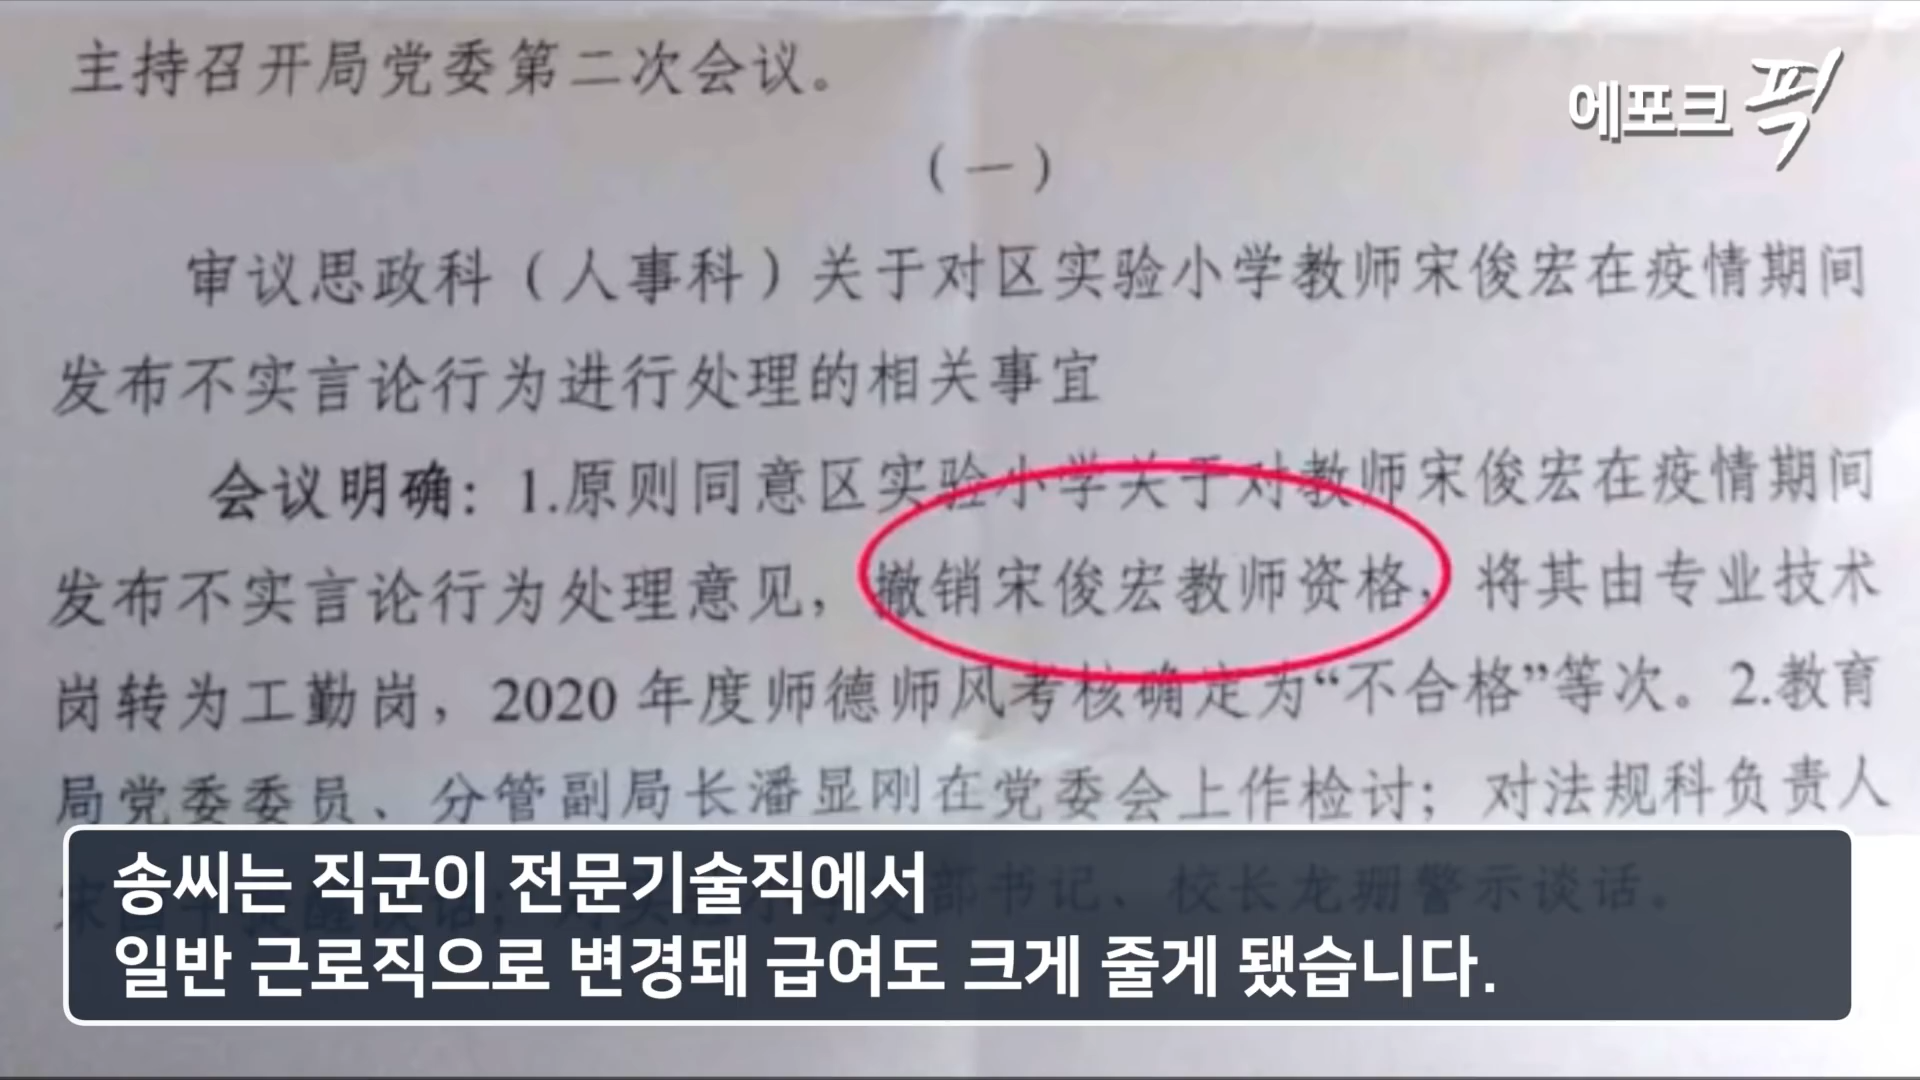 主持召开局党委第二次会议。
에포크 픽
（一）
审议思政科（人事科）关于对区实验小学教师宋俊宏在疫情期间
发布不实言论行为进行处理的相关事宜
会议明确：1.原则同意区实验小学关于对教师宋俊宏在疫情期间
发布不实言论行为处理意见，撤销宋俊宏教师资格，将其由专业技术
岗转为工勤岗，2020 年度师德师风考核确定为“不合格”等次。2.教育
局党委委员、分管副局长潘显刚在党委会上作检讨；对法规科负责人
部书记、校长龙珊警示谈话。
송씨는 직군이 전문기술직에서
일반 근로직으로 변경돼 급여도 크게 줄게 됐습니다.